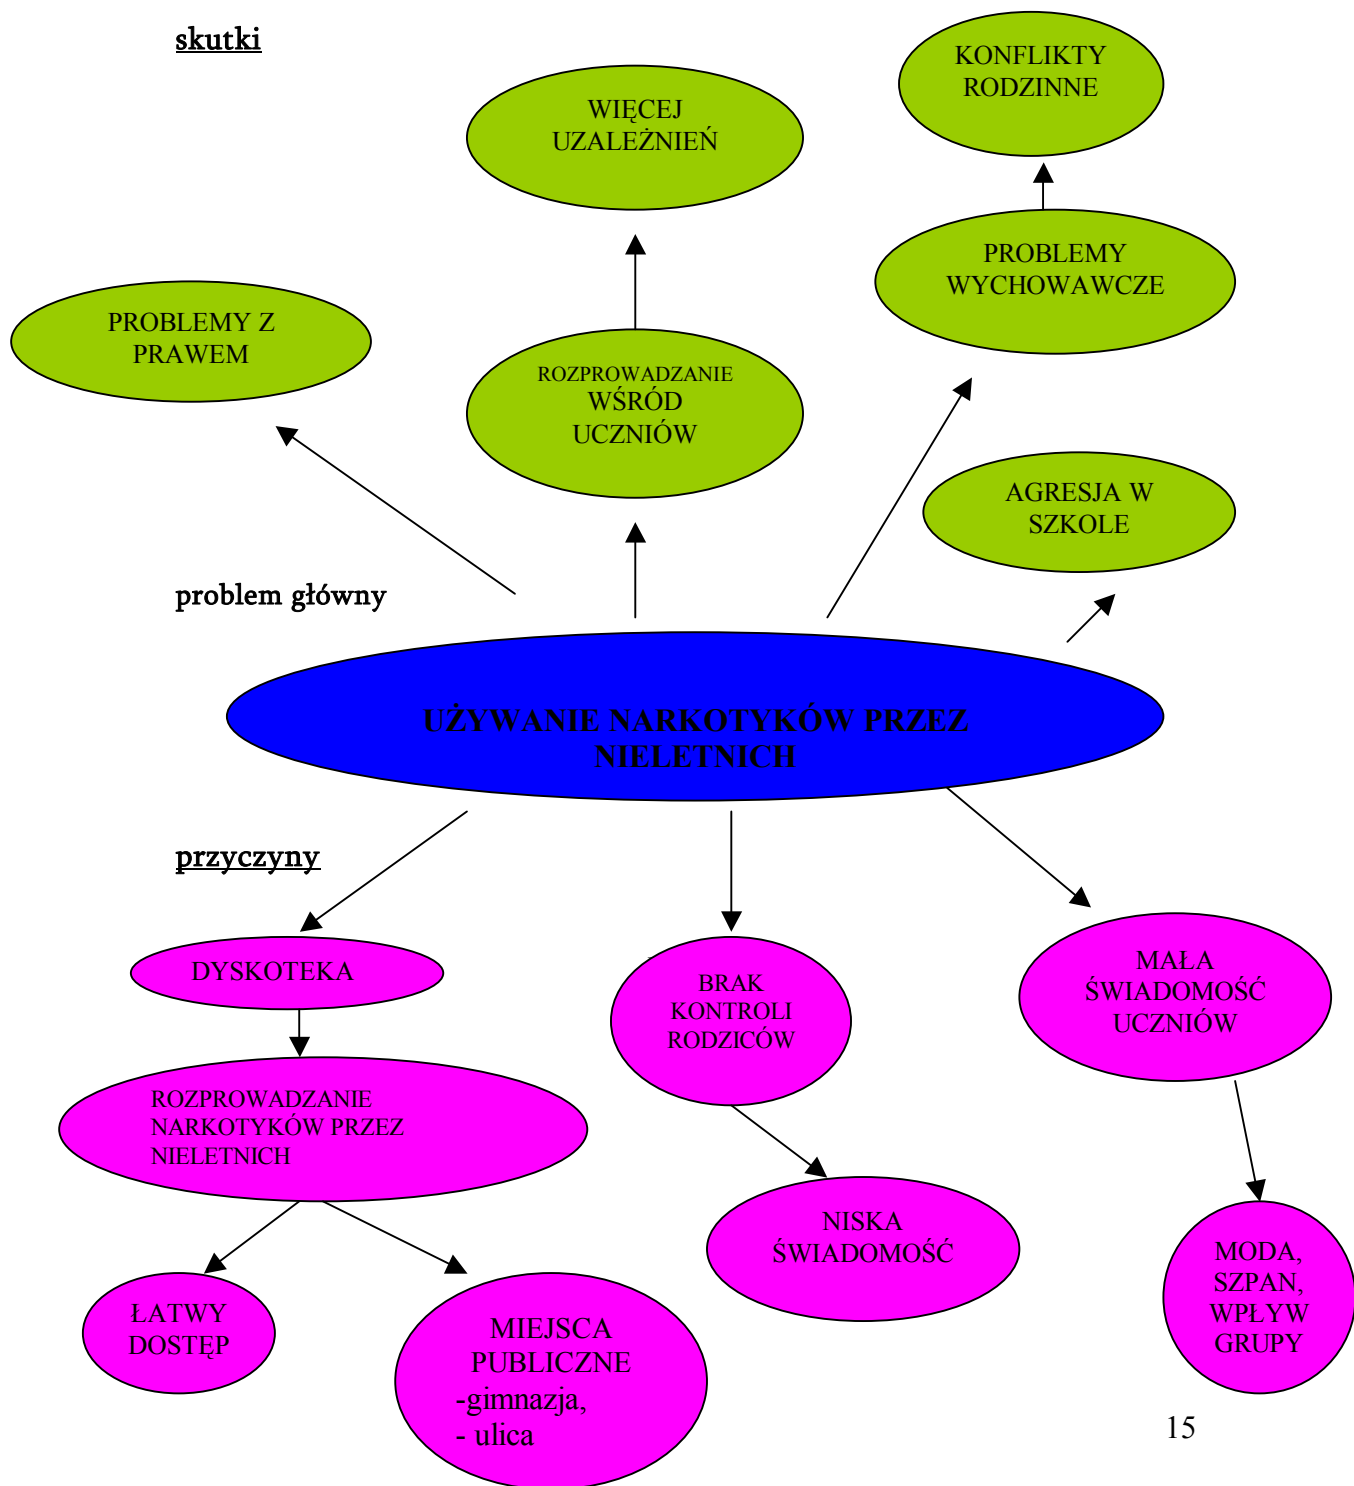 skutki
KONFLIKTY
RODZINNE
WIĘCEJ
UZALEŻNIEŃ
PROBLEMY
WYCHOWAWCZE
PROBLEMY Z
PRAWEM
ROZPROWADZANIE
WŚRÓD
UCZNIÓW
AGRESJA W
SZKOLE
problem główny
UŻYWANIE NARKOTYKÓW PRZEZ
NIELETNICH
przyczyny
DYSKOTEKA
BRAK
KONTROLI
RODZICÓW
MAŁA
ŚWIADOMOŚĆ
UCZNIÓW
ROZPROWADZANIE
NARKOTYKÓW PRZEZ
NIELETNICH
NISKA
ŚWIADOMOŚĆ
MODA,
SZPAN,
WPŁYW
GRUPY
ŁATWY
DOSTĘP
MIEJSCA
PUBLICZNE
-gimnazja,
- ulica
15